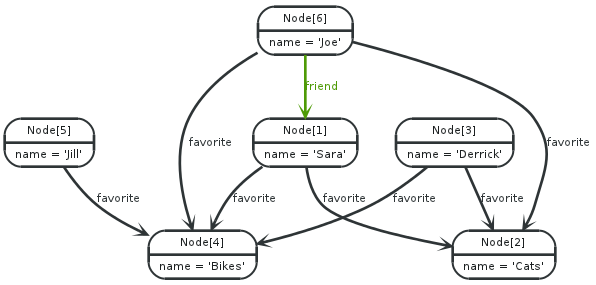 Node[6]
name = 'Joe'
friend
Node[5]
name = 'Jill'
favorite
Node[1]
name = 'Sara'
Node[3]
name = 'Derrick'
favorite
favorite
favorite
favorite
favorite
favorite
favorite
Node[4]
name = 'Bikes'
Node[2]
name = 'Cats'